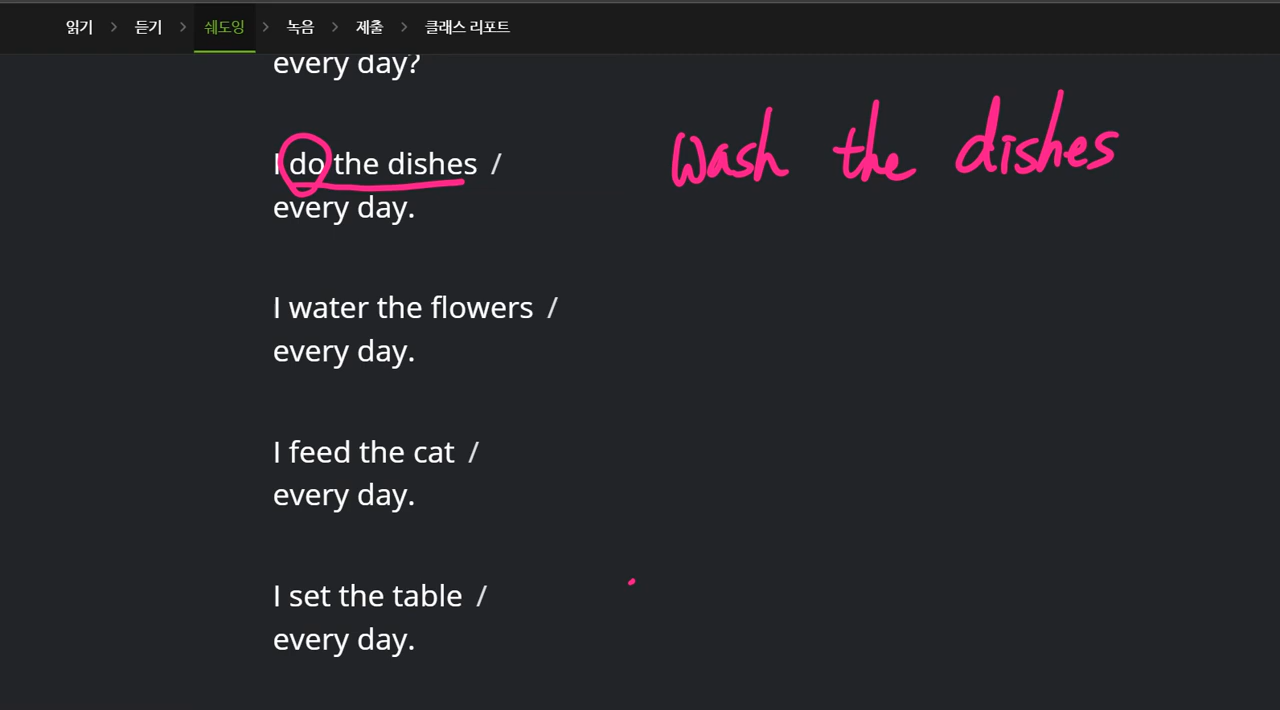 읽기 > 듣기 > 쉐도잉 > 녹음 > 제출 > 클래스 리포트
every day?
I do the dishes /
wash the dishes
every day.
I water the flowers /
every day.
I feed the cat /
every day.
I set the table /
every day.